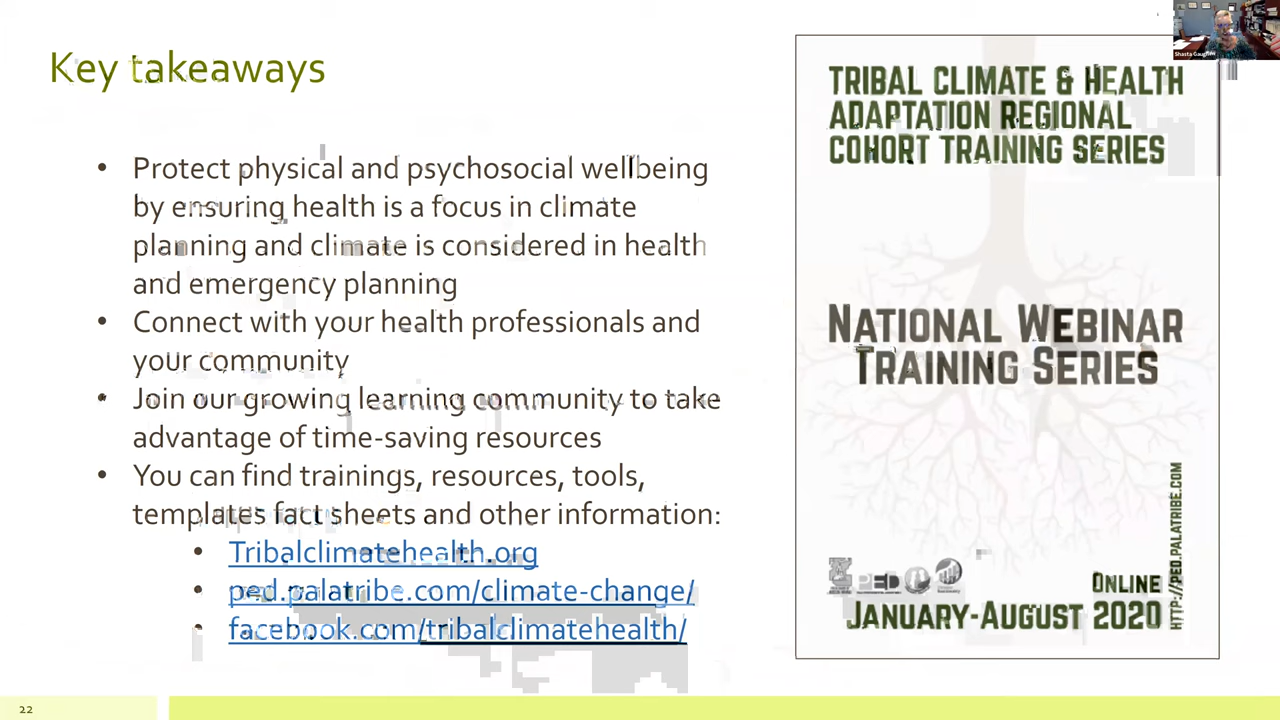 Key takeaways
• Protect physical and psychosocial wellbeing
by ensuring health is a focus in climate
planning and climate is considered in health
and emergency planning
• Connect with your health professionals and
your community
• Join our growing learning community to take
advantage of time-saving resources
• You can find trainings, resources, tools,
templates fact sheets and other information:
• Tribalclimatehealth.org
• ped.palatribe.com/climate-change/
• facebook.com/tribalclimatehealth/
22
TRIBAL CLIMATE & HEALTH
ADAPTATION REGIONAL
COHORT TRAINING SERIES
NATIONAL WEBINAR
TRAINING SERIES
PED
ONLINE
JANUARY-AUGUST 2020
HTTP://PED.PALATRIBE.COM
Shasta